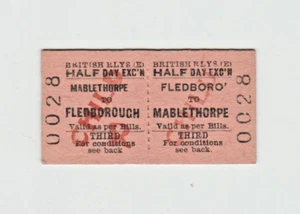 0028
BRITISH RLYS (E)
HALF DAY EXC'N
MABLETHORPE
TO
FLEDBOROUGH
Valid as per Bills.
THIRD
For conditions
see back.
CHILD
BRITISH RLYS (E)
HALF DAY EXC'N
FLEDBORO'
TO
MABLETHORPE
Valid as per Bills.
THIRD
For conditions
see back
0028